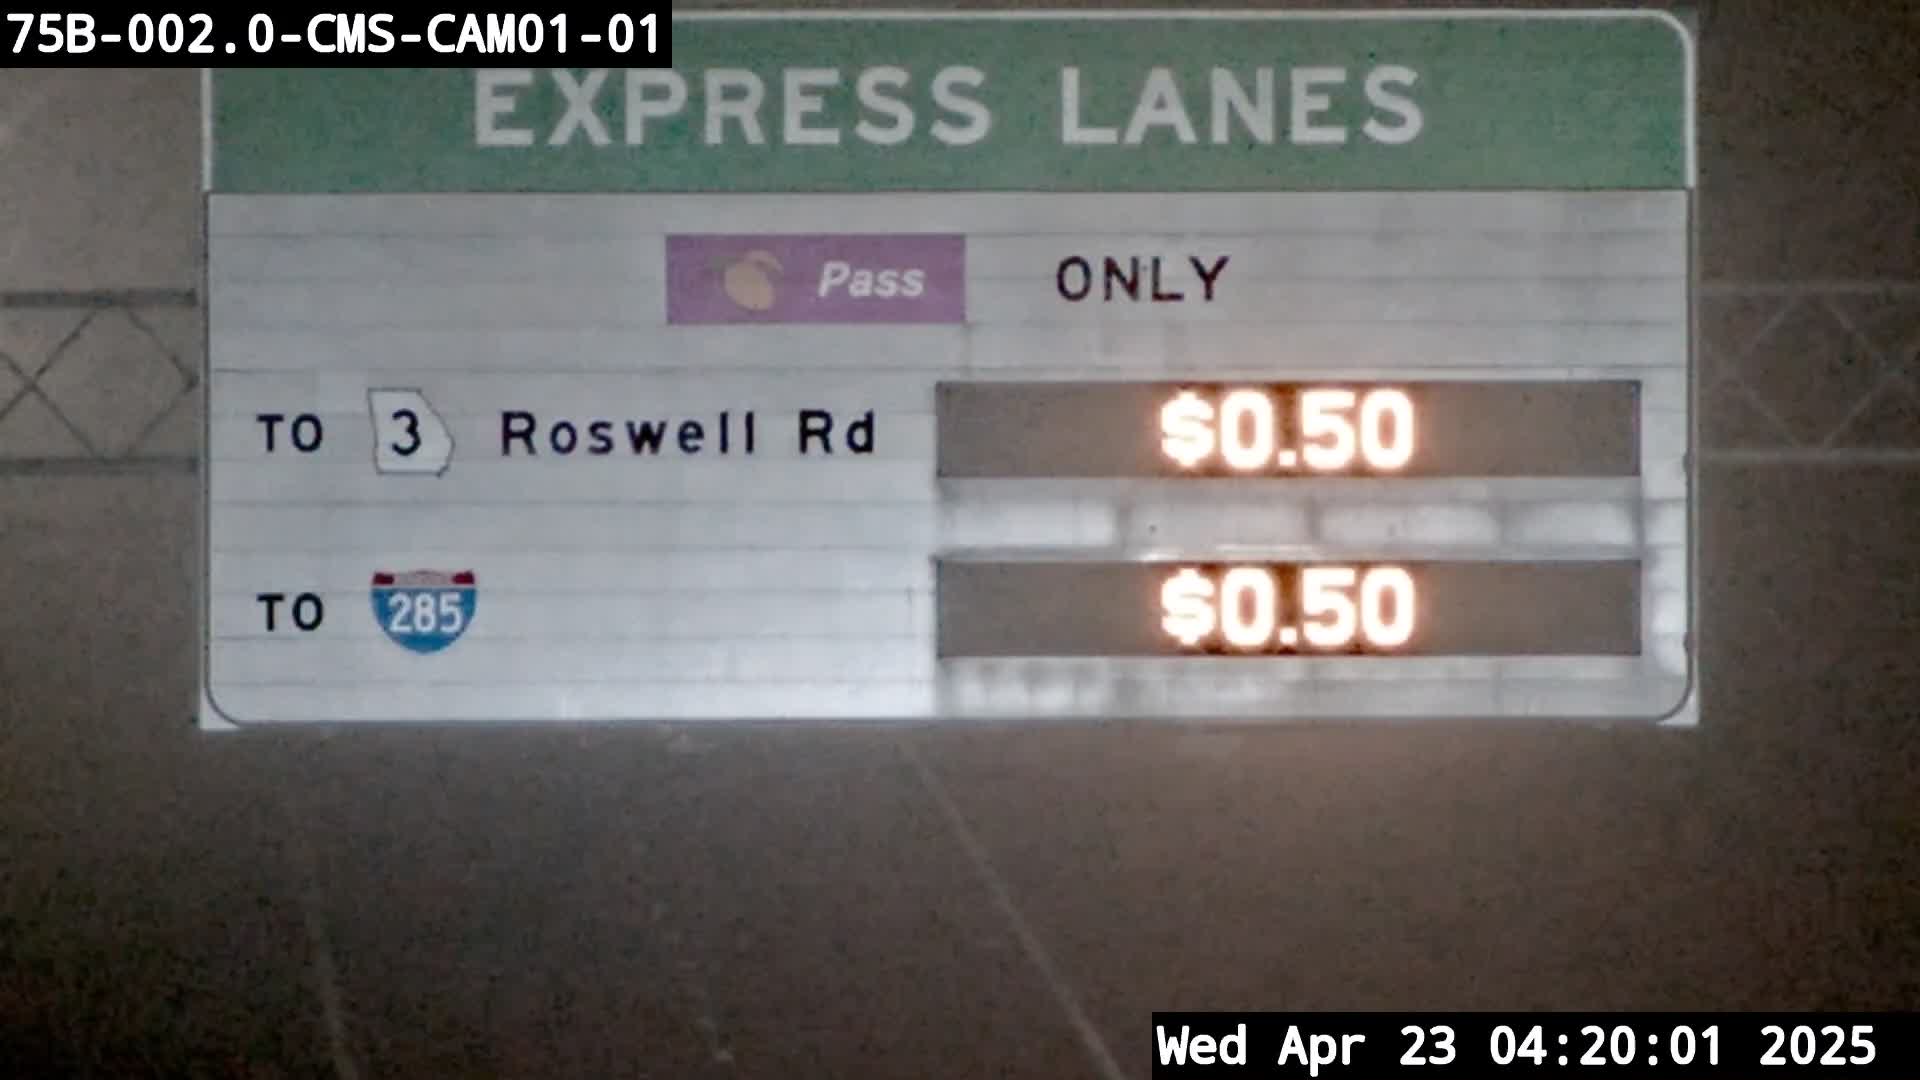 75B-002.0-CMS-CAM01-01
EXPRESS LANES
Pass ONLY
TO 3 Roswell Rd $0.50
TO 285 $0.50
Wed Apr 23 04:20:01 2025